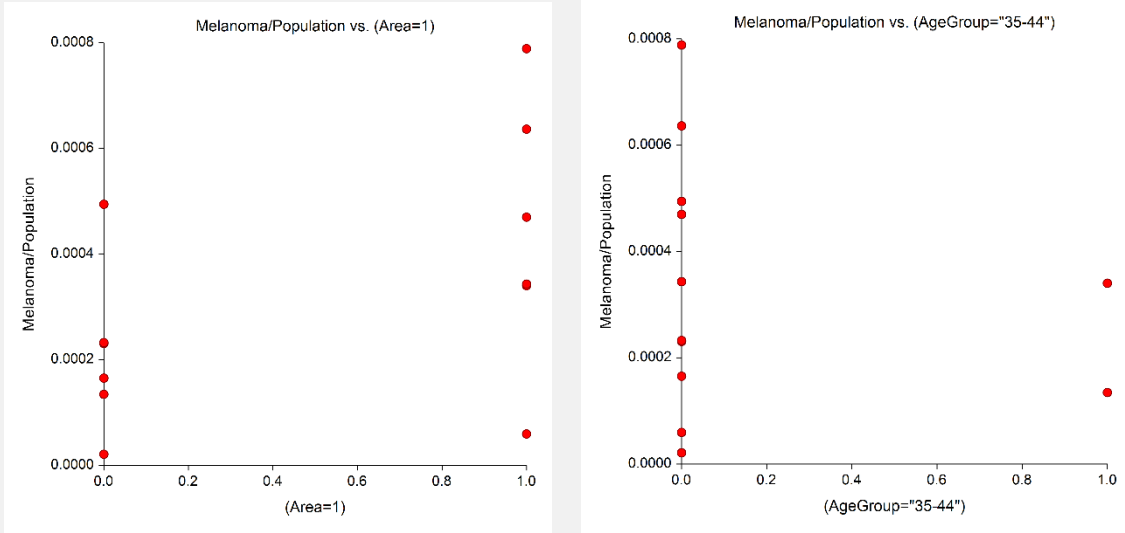 Melanoma/Population vs. (Area=1)
0.0008
0.0006
0.0004
0.0002
0.0000
Melanoma/Population
0.0 0.2 0.4 0.6 0.8 1.0
(Area=1)
Melanoma/Population vs. (AgeGroup="35-44")
0.0008
0.0006
0.0004
0.0002
0.0000
Melanoma/Population
0.0 0.2 0.4 0.6 0.8 1.0
(AgeGroup="35-44")